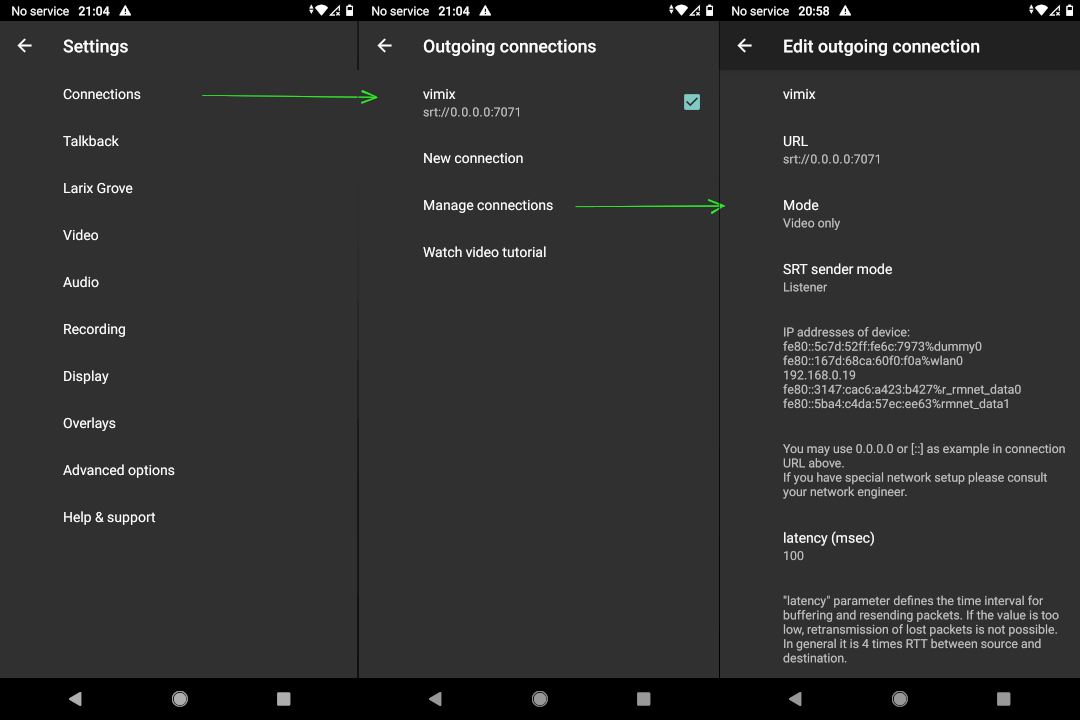 No service 21:04
Settings
Connections
Talkback
Larix Grove
Video
Audio
Recording
Display
Overlays
Advanced options
Help & support
No service 21:04
Outgoing connections
vimix
srt://0.0.0.0:7071
New connection
Manage connections
Watch video tutorial
No service 20:58
Edit outgoing connection
vimix
URL
srt://0.0.0.0:7071
Mode
Video only
SRT sender mode
Listener
IP addresses of device:
fe80::5c7d:52ff:fe6c:7973%dummy0
fe80::167d:68ca:60f0:f0a%wlan0
192.168.0.19
fe80::3147:cac6:a423:b427%r_rmnet_data0
fe80::5ba4:c4da:57ec:ee63%rmnet_data1
You may use 0.0.0.0 or [::] as example in connection
URL above.
If you have special network setup please consult
your network engineer.
latency (msec)
100
"latency" parameter defines the time interval for
buffering and resending packets. If the value is too
low, retransmission of lost packets is not possible.
In general it is 4 times RTT between source and
destination.